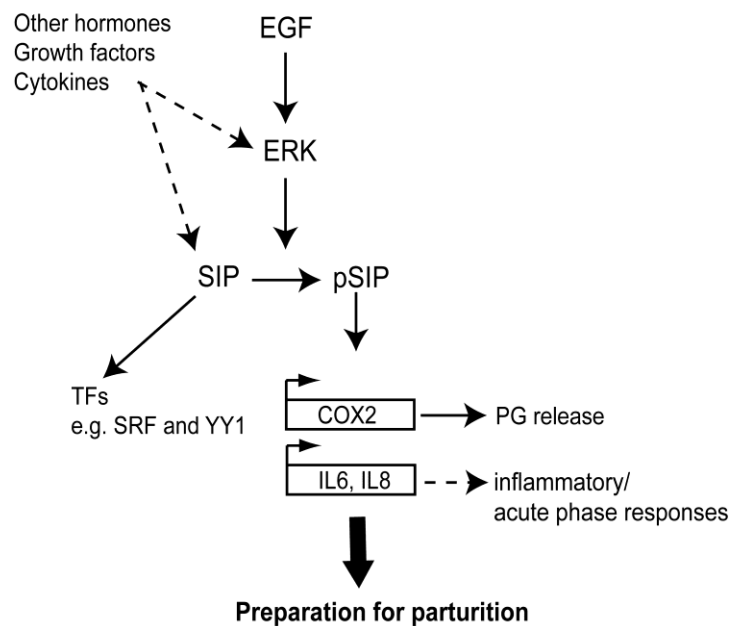 Other hormones
Growth factors
Cytokines
EGF
ERK
SIP
pSIP
TFs
e.g. SRF and YY1
COX2
PG release
IL6, IL8
inflammatory/
acute phase responses
Preparation for parturition